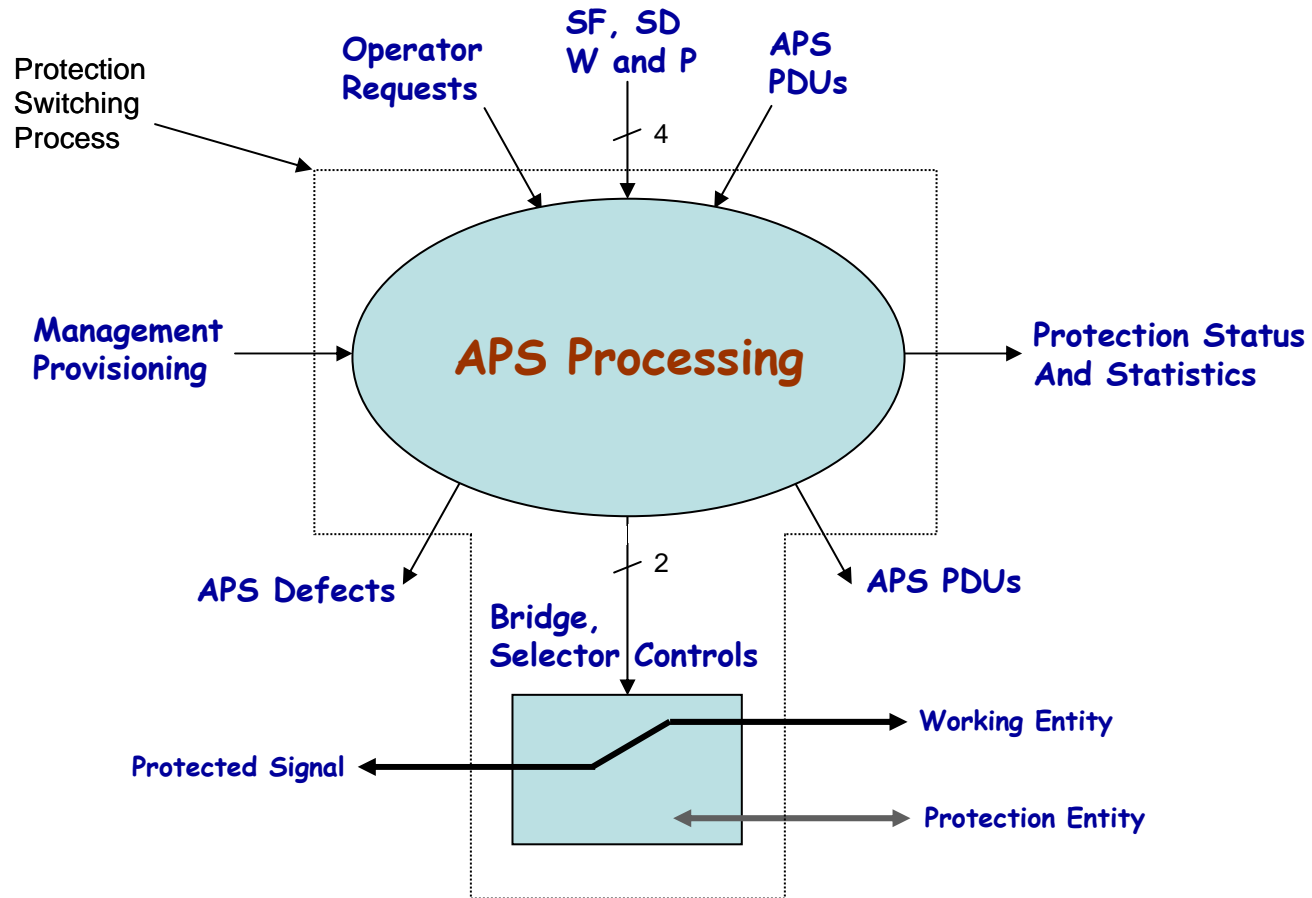 Protection
Switching
Process
Operator
Requests
SF, SD
W and P
APS
PDUs
4
Management
Provisioning
APS Processing
Protection Status
And Statistics
APS Defects
2
APS PDUs
Bridge,
Selector Controls
Working Entity
Protected Signal
Protection Entity